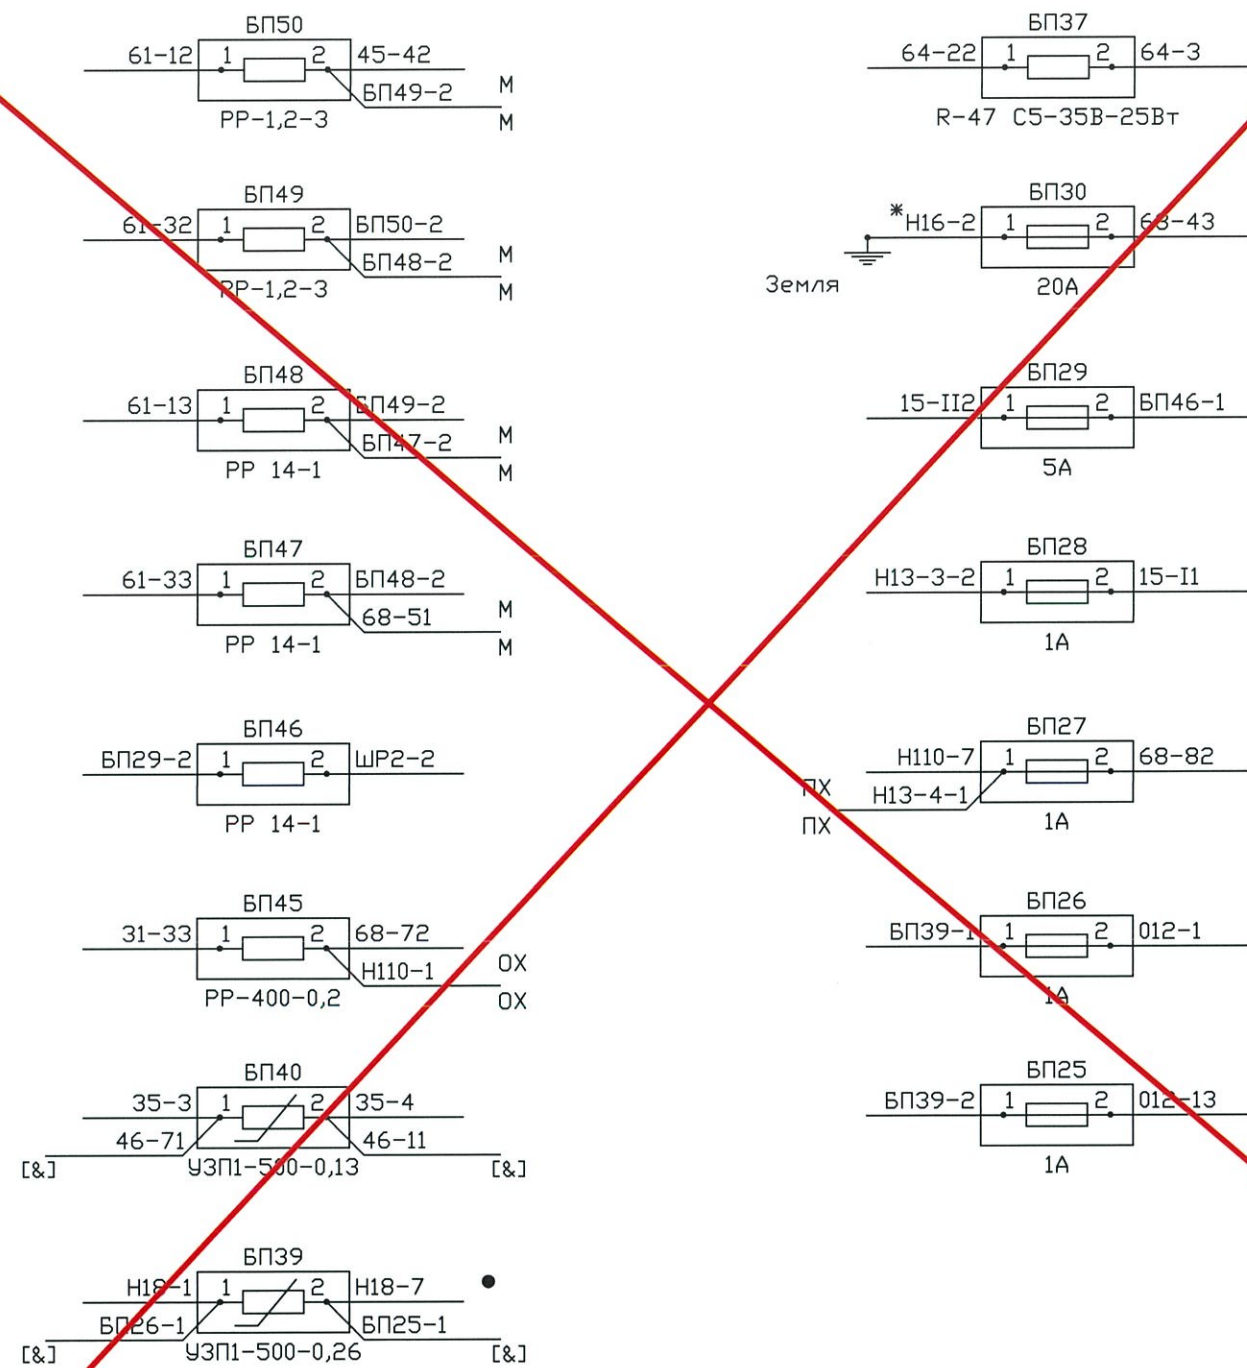 БП50
61-12 1 2 45-42
БП49-2 М
М
РР-1,2-3
БП49
61-32 1 2 БП50-2
БП48-2 М
М
РР-1,2-3
БП48
61-13 1 2 БП49-2
БП47-2 М
М
РР 14-1
БП47
61-33 1 2 БП48-2
68-51 М
М
РР 14-1
БП46
БП29-2 1 2 ШР2-2
РР 14-1
БП45
31-33 1 2 68-72
Н110-1 ОХ
ОХ
РР-400-0,2
БП40
35-3 1 2 35-4
46-71 46-11
[&] УЗП1-500-0,13 [&]
БП39
Н18-1 1 2 Н18-7
БП26-1 БП25-1
[&] УЗП1-500-0,26 [&]
БП37
64-22 1 2 64-3
R-47 С5-35В-25Вт
БП30
* Н16-2 1 2 63-43
Земля 20А
БП29
15-II2 1 2 БП46-1
5А
БП28
Н13-3-2 1 2 15-I1
1А
БП27
Н110-7 1 2 68-82
ПХ Н13-4-1
ПХ 1А
БП26
БП39-1 1 2 012-1
1А
БП25
БП39-2 1 2 012-13
1А